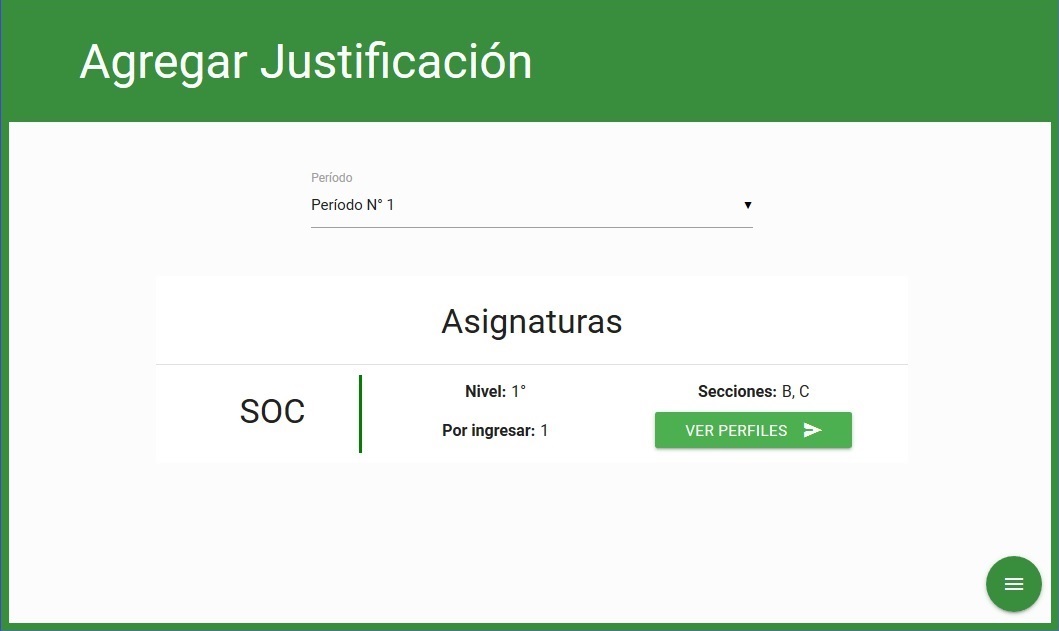 Agregar Justificación
Período
Período N° 1
Asignaturas
SOC
Nivel: 1°
Secciones: B, C
Por ingresar: 1
VER PERFILES